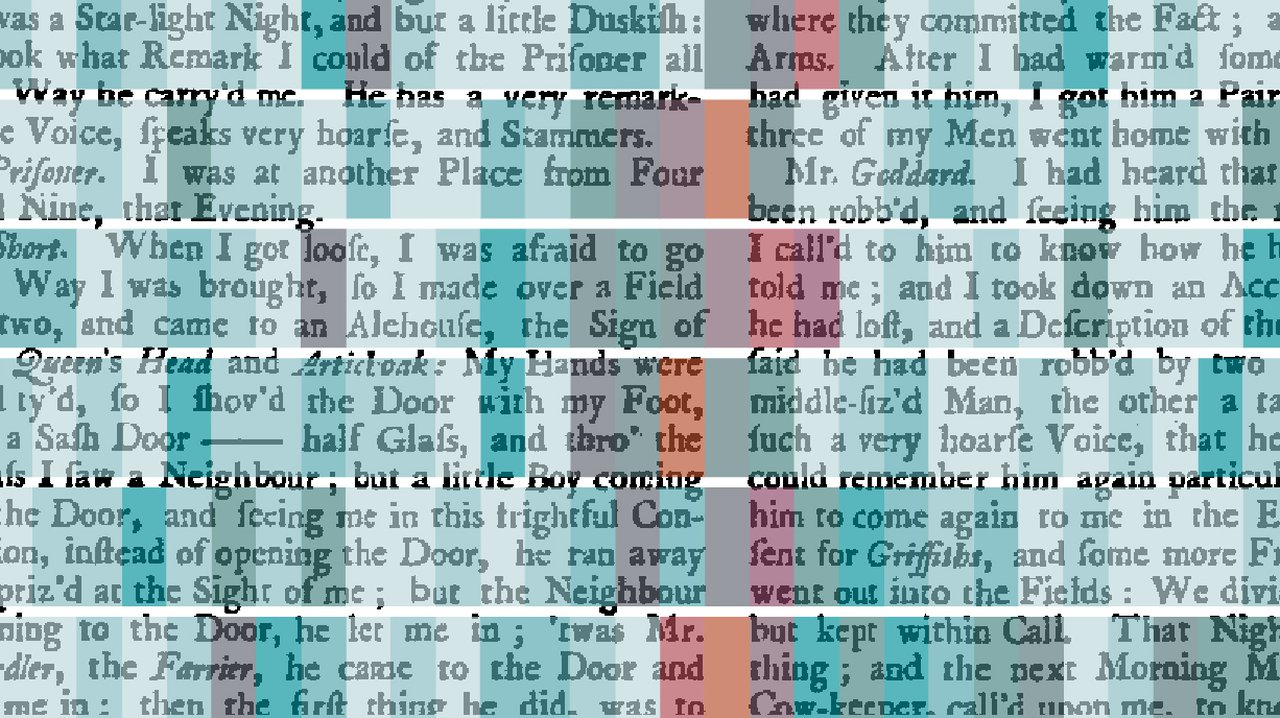 was a Star-light Night, and but a little Duskiſh:
ook what Remark I could of the Priſoner all
Way he carry'd me. He has a very remark-
e Voice, ſpeaks very hoarſe, and Stammers.
Priſoner. I was at another Place from Four
Nine, that Evening.
Short. When I got looſe, I was afraid to go
Way I was brought, ſo I made over a Field
two, and came to an Alehouſe, the Sign of
Queen's Head and Artichoak: My Hands were
ty'd, ſo I ſhov'd the Door with my Foot,
a Saſh Door —— half Glaſs, and thro' the
I ſaw a Neighbour; but a little Boy coming
the Door, and ſeeing me in this frightful Con-
ion, inſtead of opening the Door, he ran away
priz'd at the Sight of me; but the Neighbour
ning to the Door, he let me in; 'twas Mr.
dler, the Farrier, he came to the Door and
me in: then the firſt thing he did, was to
where they committed the Fact;
Arms. After I had warm'd ſome
had given it him, I got him a Pair
three of my Men went home with
Mr. Goddard. I had heard that
been robb'd, and ſeeing him the
I call'd to him to know how he
told me; and I took down an Acc
he had loſt, and a Deſcription of
ſaid he had been robb'd by two
middle-ſiz'd Man, the other a ta
ſuch a very hoarſe Voice, that he
could remember him again particul
him to come again to me in the E
ſent for Griffiths, and ſome more
went out into the Fields: We divi
but kept within Call. That Nigh
thing; and the next Morning
Cow-keeper, call'd upon me, to